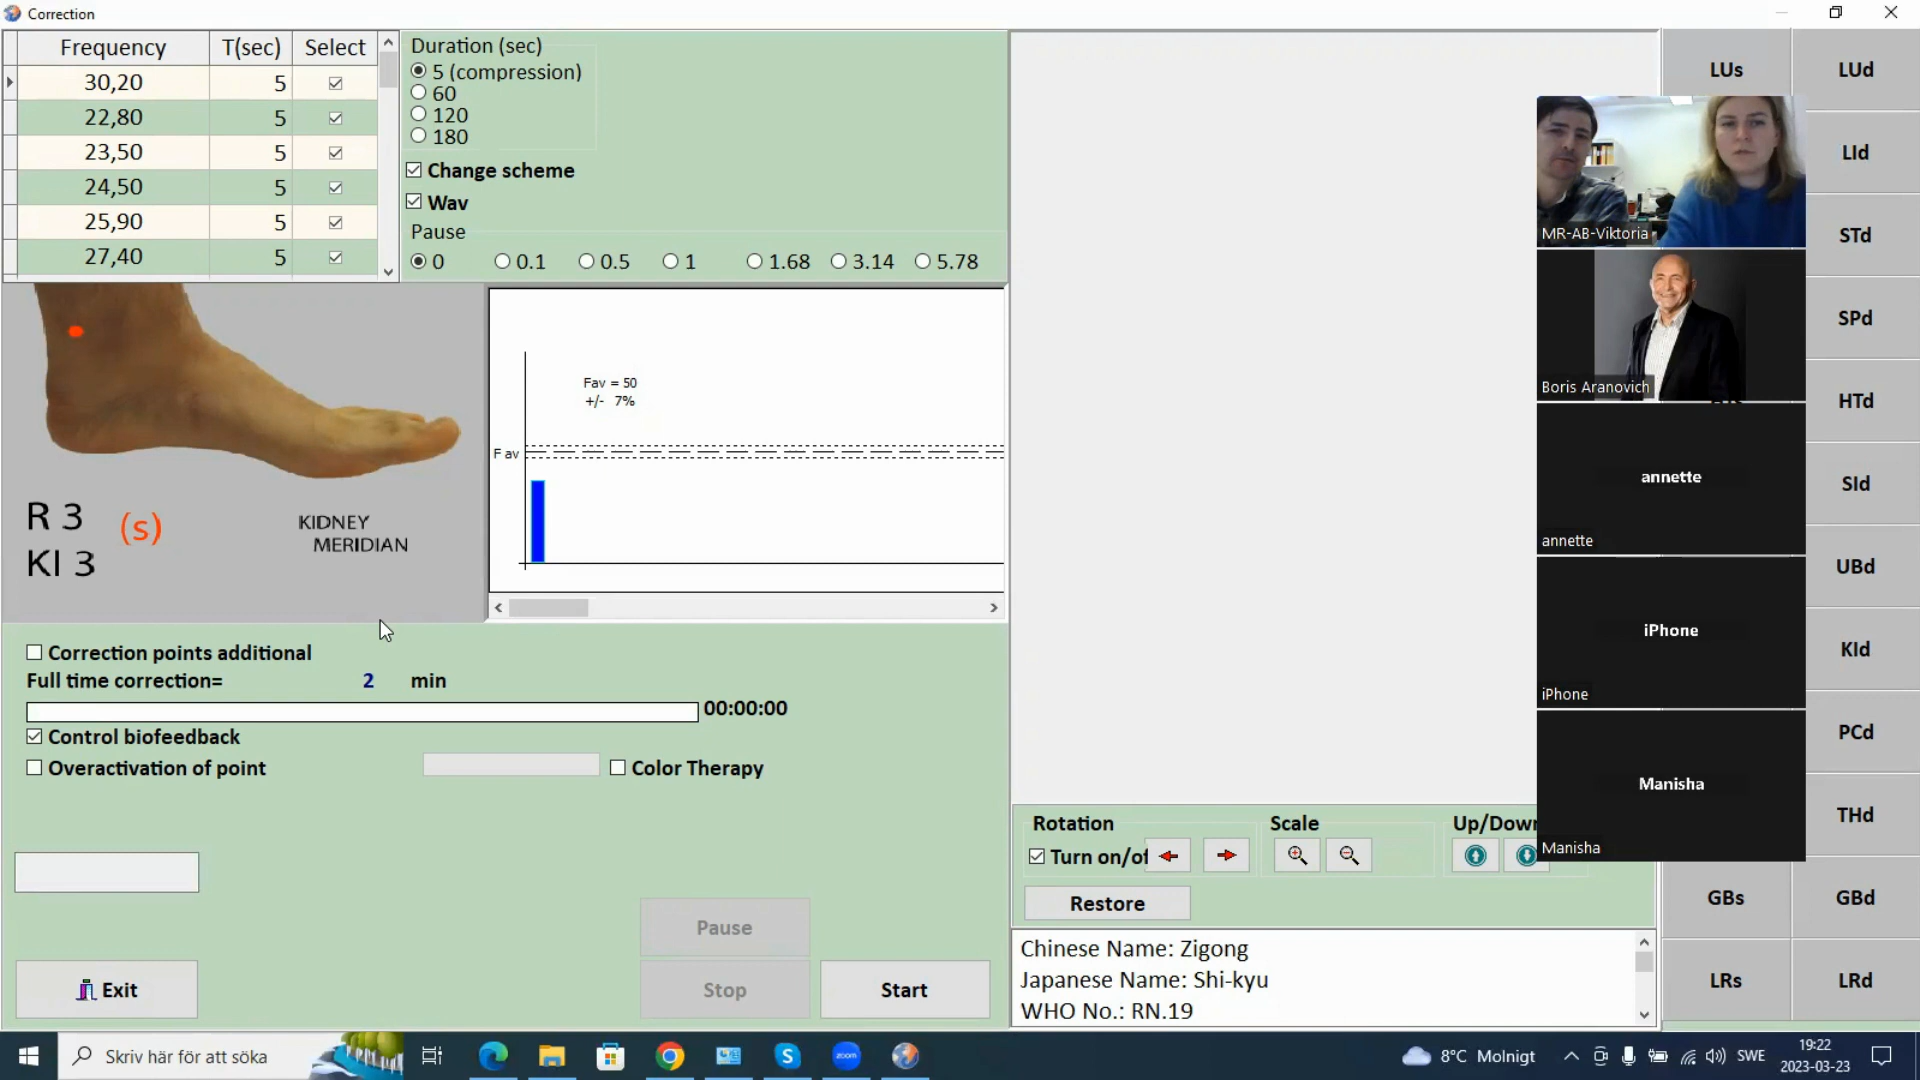 Correction
Frequency T(sec) Select
30,20 5
22,80 5
23,50 5
24,50 5
25,90 5
27,40 5
Duration (sec)
5 (compression)
60
120
180
Change scheme
Wav
Pause
0 0.1 0.5 1 1.68 3.14 5.78
R 3
KI 3
(s)
KIDNEY
MERIDIAN
Fav = 50
+/- 7%
F av
Correction points additional
Full time correction= 2 min
00:00:00
Control biofeedback
Overactivation of point
Color Therapy
Pause
Exit
Stop
Start
Rotation
Turn on/of
Scale
Up/Down
Restore
Chinese Name: Zigong
Japanese Name: Shi-kyu
WHO No.: RN.19
LUs LUd
LId
STd
SPd
HTd
SId
UBd
KId
PCd
THd
GBs GBd
LRs LRd
MR-AB-Viktoria
Boris Aranovich
annette
annette
iPhone
iPhone
Manisha
Manisha
Skriv här för att söka
zoom
8°C Molnigt
SWE
19:22
2023-03-23